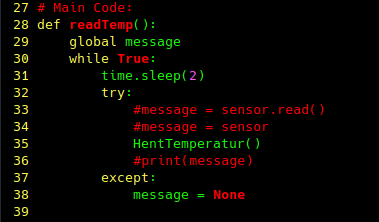 27 # Main Code:
28 def readTemp():
29     global message
30     while True:
31         time.sleep(2)
32         try:
33             #message = sensor.read()
34             #message = sensor
35             HentTemperatur()
36             #print(message)
37         except:
38             message = None
39